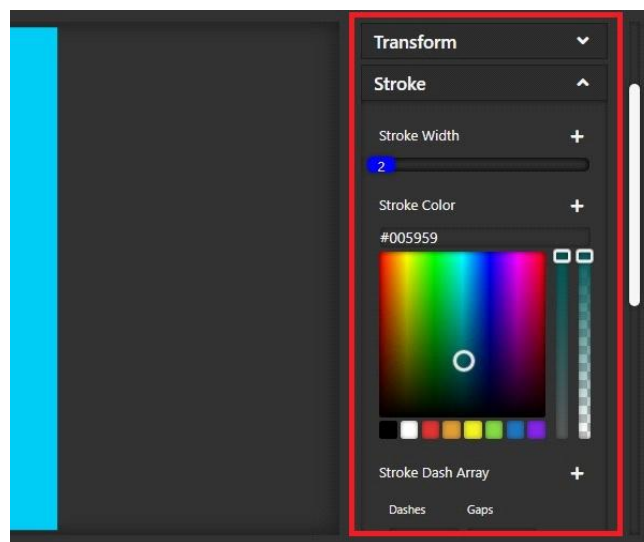 Transform
Stroke
Stroke Width +
2
Stroke Color +
#005959
Stroke Dash Array +
Dashes Gaps